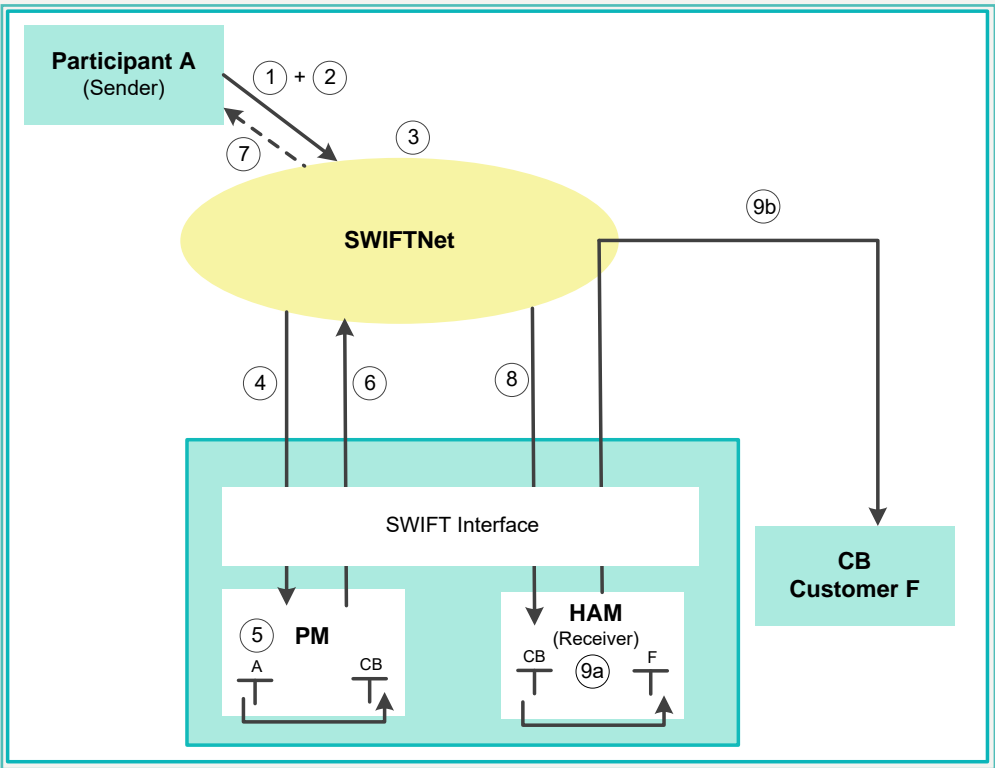 Participant A
(Sender)
1 + 2
3
7
9b
SWIFTNet
4
6
8
SWIFT Interface
CB
Customer F
5
PM
A
CB
HAM
(Receiver)
CB
9a
F